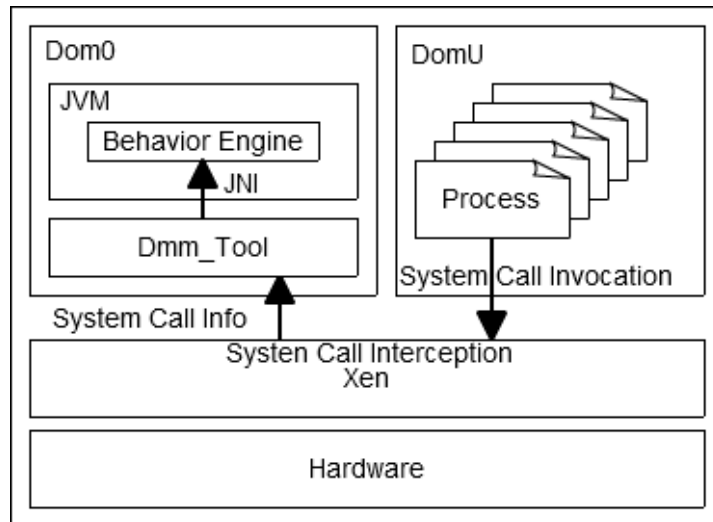 Dom0
JVM
Behavior Engine
JNI
Dmm_Tool
System Call Info
DomU
Process
System Call Invocation
Systen Call Interception
Xen
Hardware